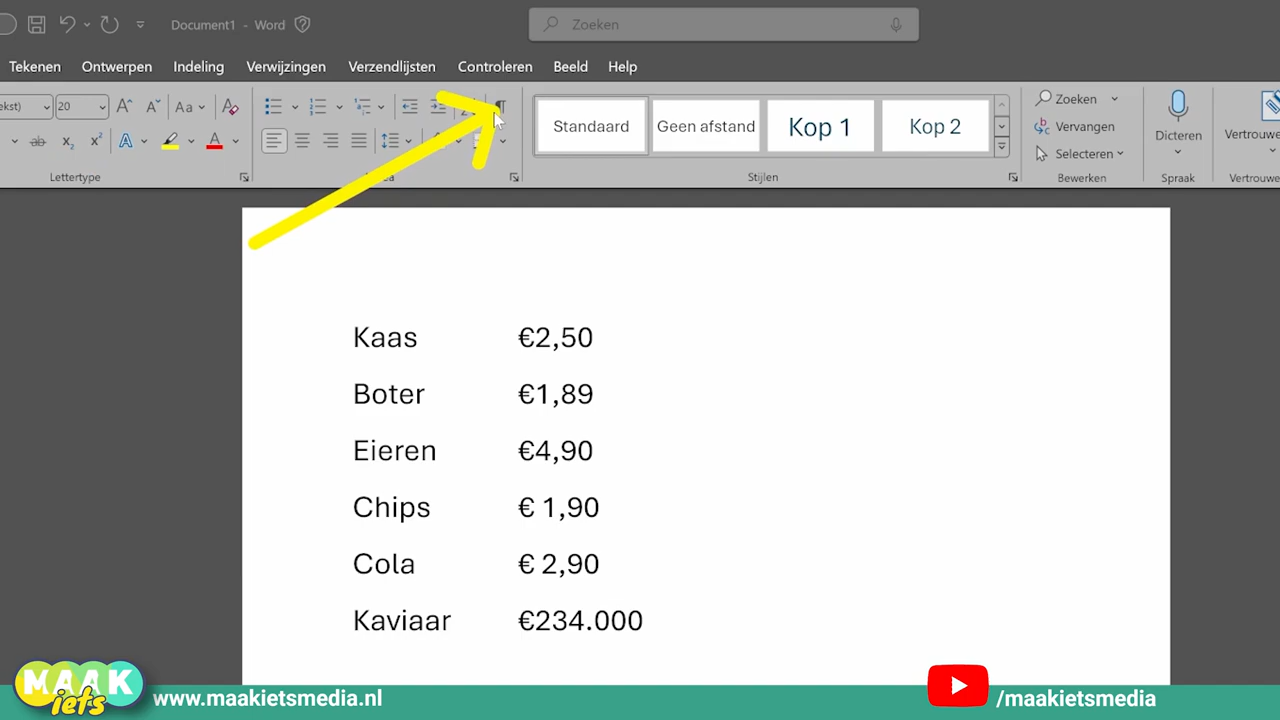 Document1 - Word
Zoeken
Tekenen Ontwerpen Indeling Verwijzingen Verzendlijsten Controleren Beeld Help
20 Aa
Standaard Geen afstand Kop 1 Kop 2
Zoeken
Vervangen
Selecteren
Dicteren
Lettertype Stijlen Bewerken Spraak
Kaas €2,50
Boter €1,89
Eieren €4,90
Chips € 1,90
Cola € 2,90
Kaviaar €234.000
MAAK
iets
www.maakietsmedia.nl
/maakietsmedia